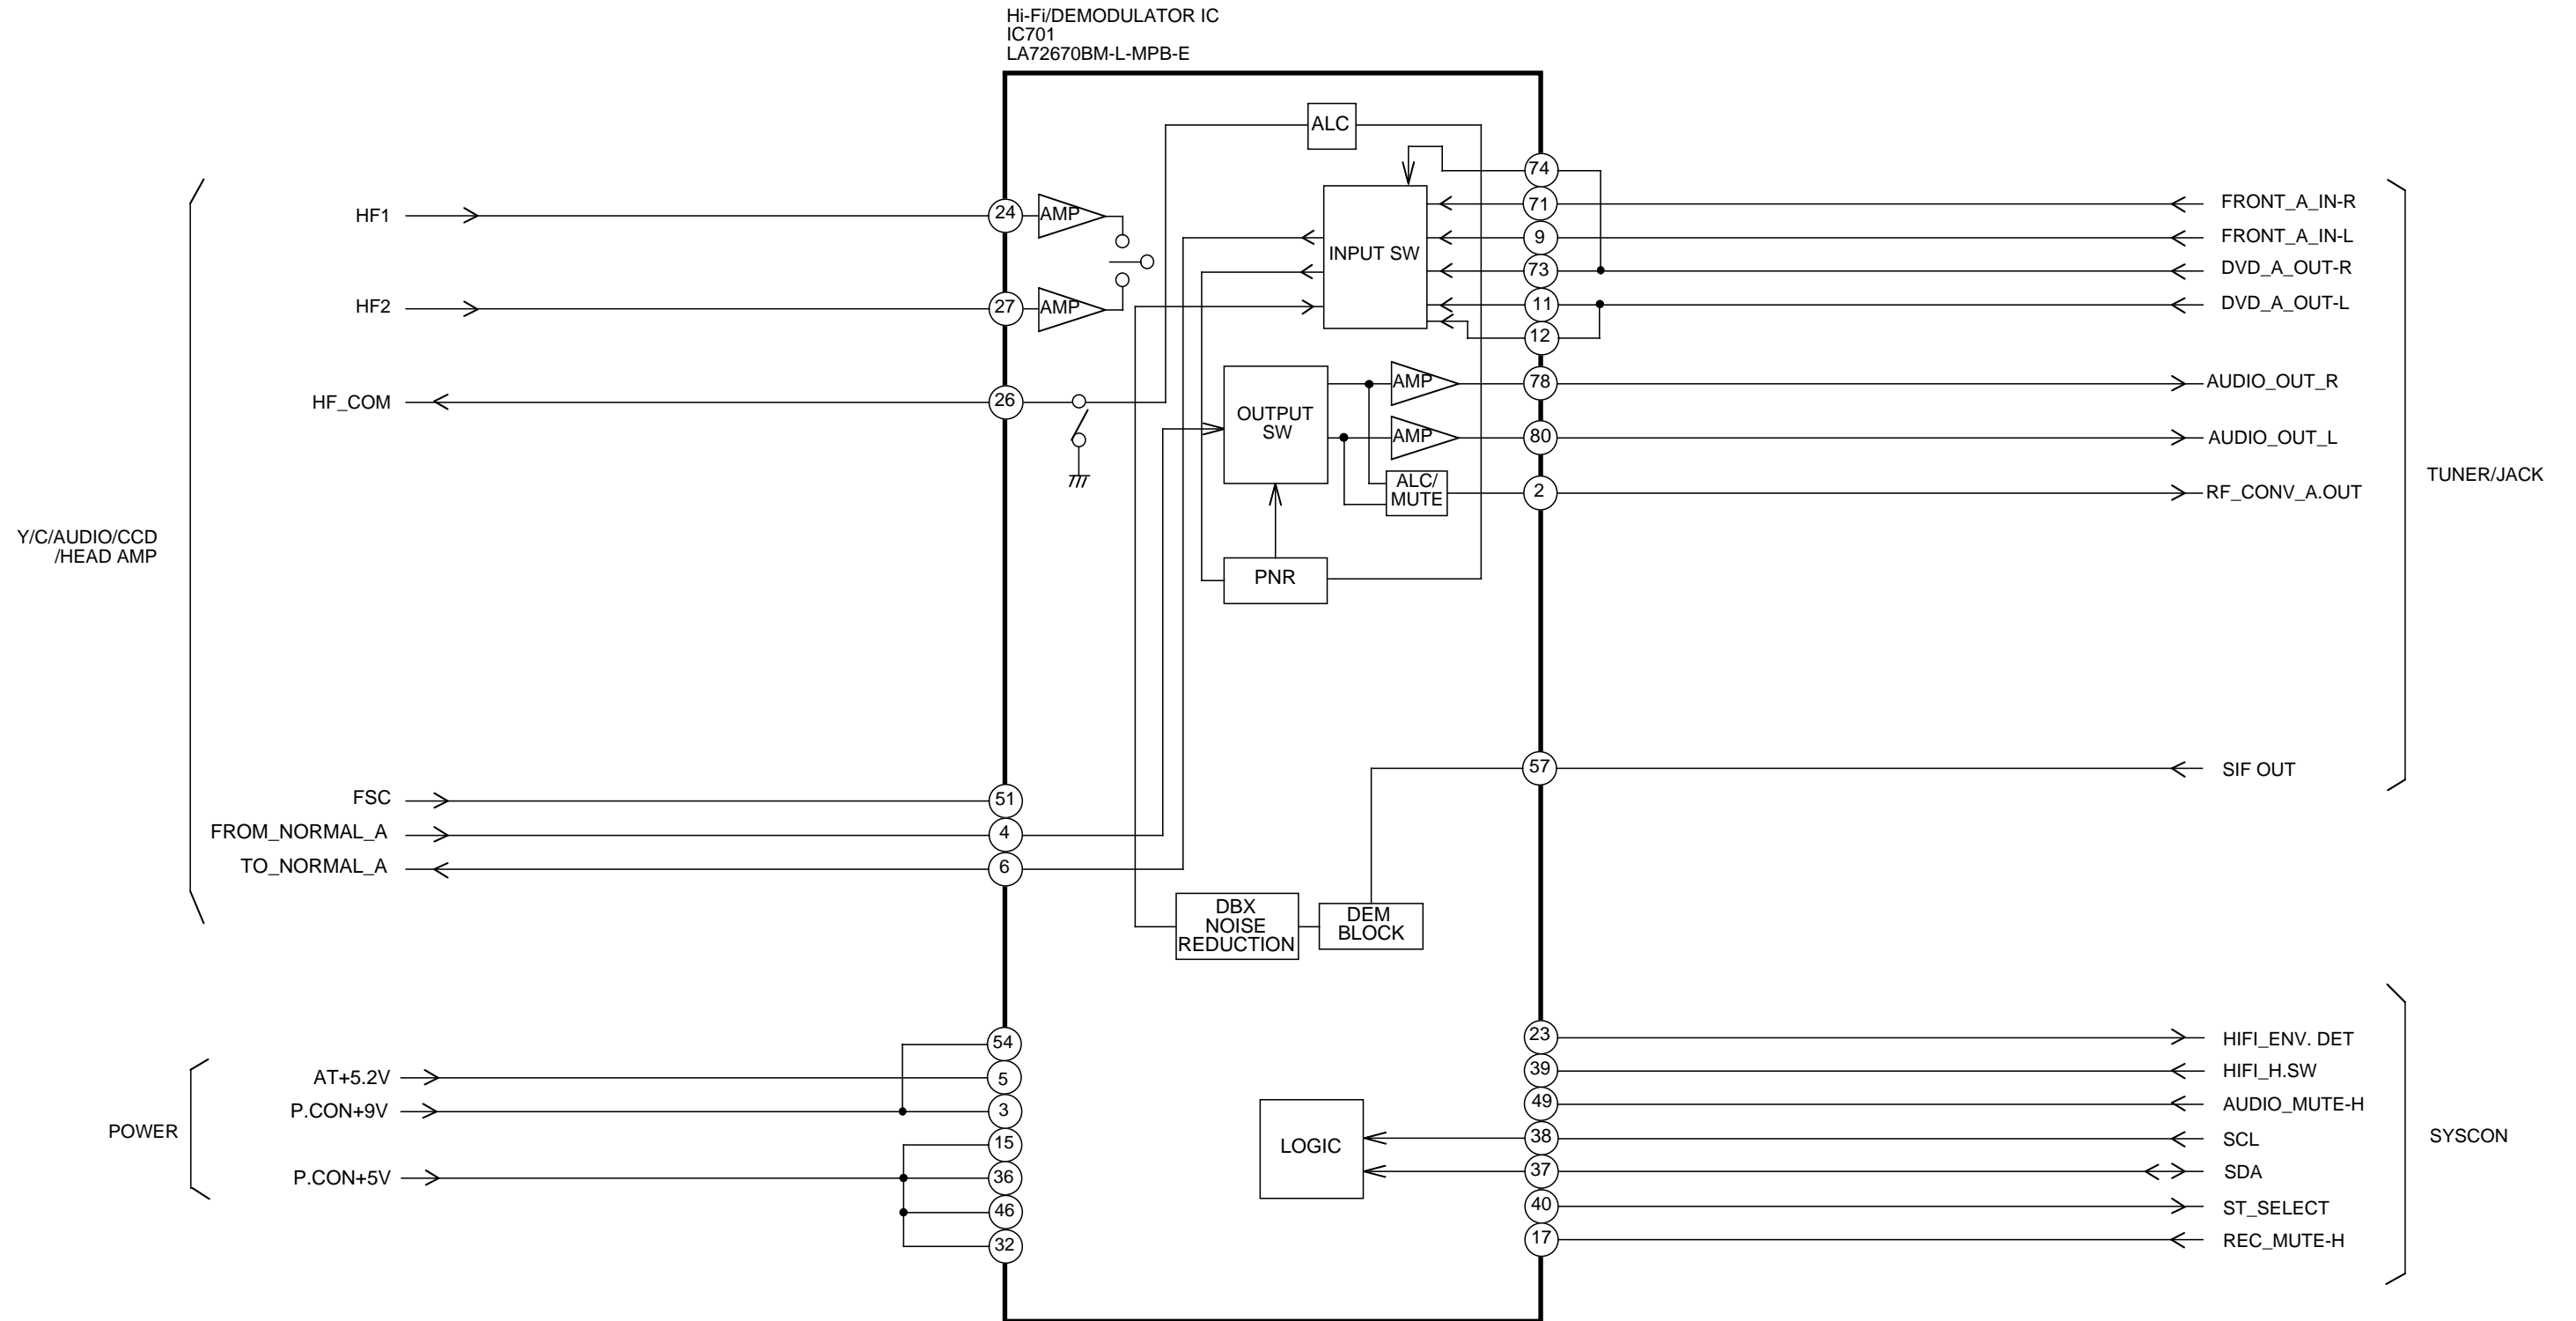 Hi-Fi/DEMODULATOR IC
IC701
LA72670BM-L-MPB-E
ALC
74
HF1
24
AMP
71
FRONT_A_IN-R
9
FRONT_A_IN-L
INPUT SW
73
DVD_A_OUT-R
HF2
27
AMP
11
DVD_A_OUT-L
12
HF_COM
26
AMP
78
AUDIO_OUT_R
OUTPUT
SW
AMP
80
AUDIO_OUT_L
ALC/
MUTE
2
RF_CONV_A.OUT
TUNER/JACK
Y/C/AUDIO/CCD
/HEAD AMP
PNR
57
SIF OUT
FSC
51
FROM_NORMAL_A
4
TO_NORMAL_A
6
DBX
NOISE
REDUCTION
DEM
BLOCK
54
23
HIFI_ENV. DET
AT+5.2V
5
39
HIFI_H.SW
P.CON+9V
3
49
AUDIO_MUTE-H
POWER
15
LOGIC
38
SCL
SYSCON
P.CON+5V
36
37
SDA
46
40
ST_SELECT
32
17
REC_MUTE-H